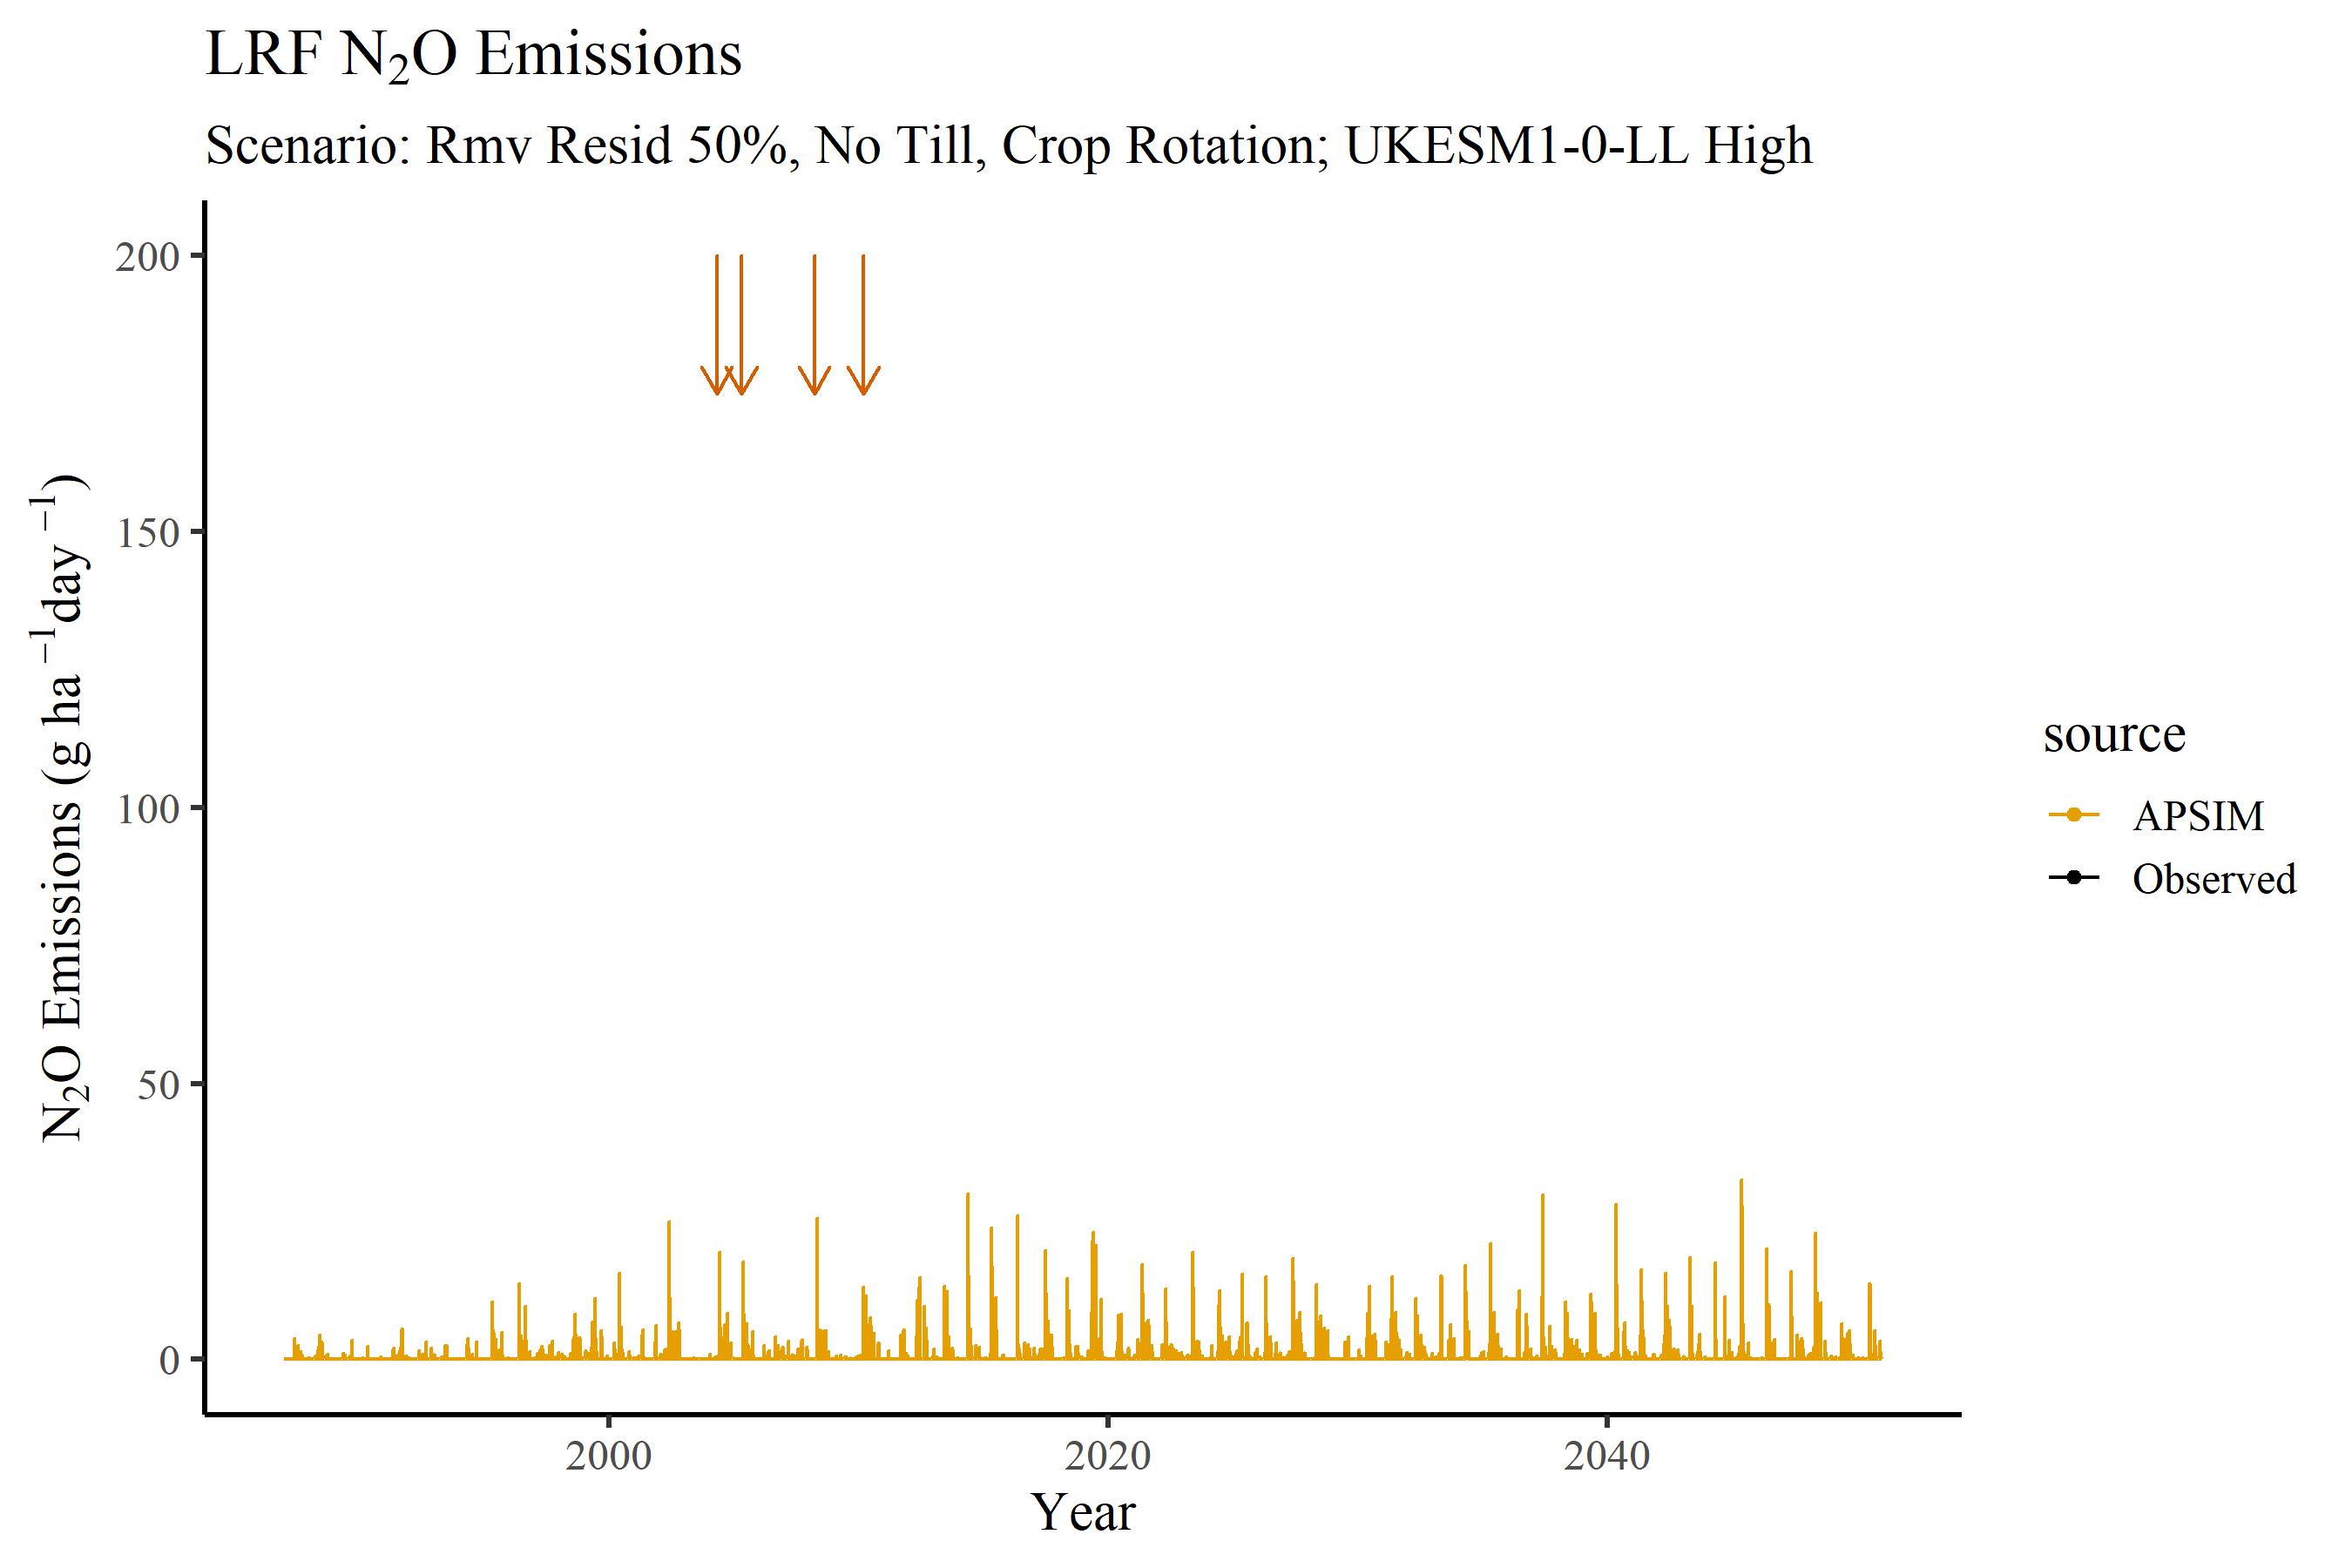 LRF N₂O Emissions
Scenario: Rmv Resid 50%, No Till, Crop Rotation; UKESM1-0-LL High
N₂O Emissions (g ha ⁻¹day ⁻¹)
200
150
100
50
0
2000
2020
2040
Year
source
APSIM
Observed